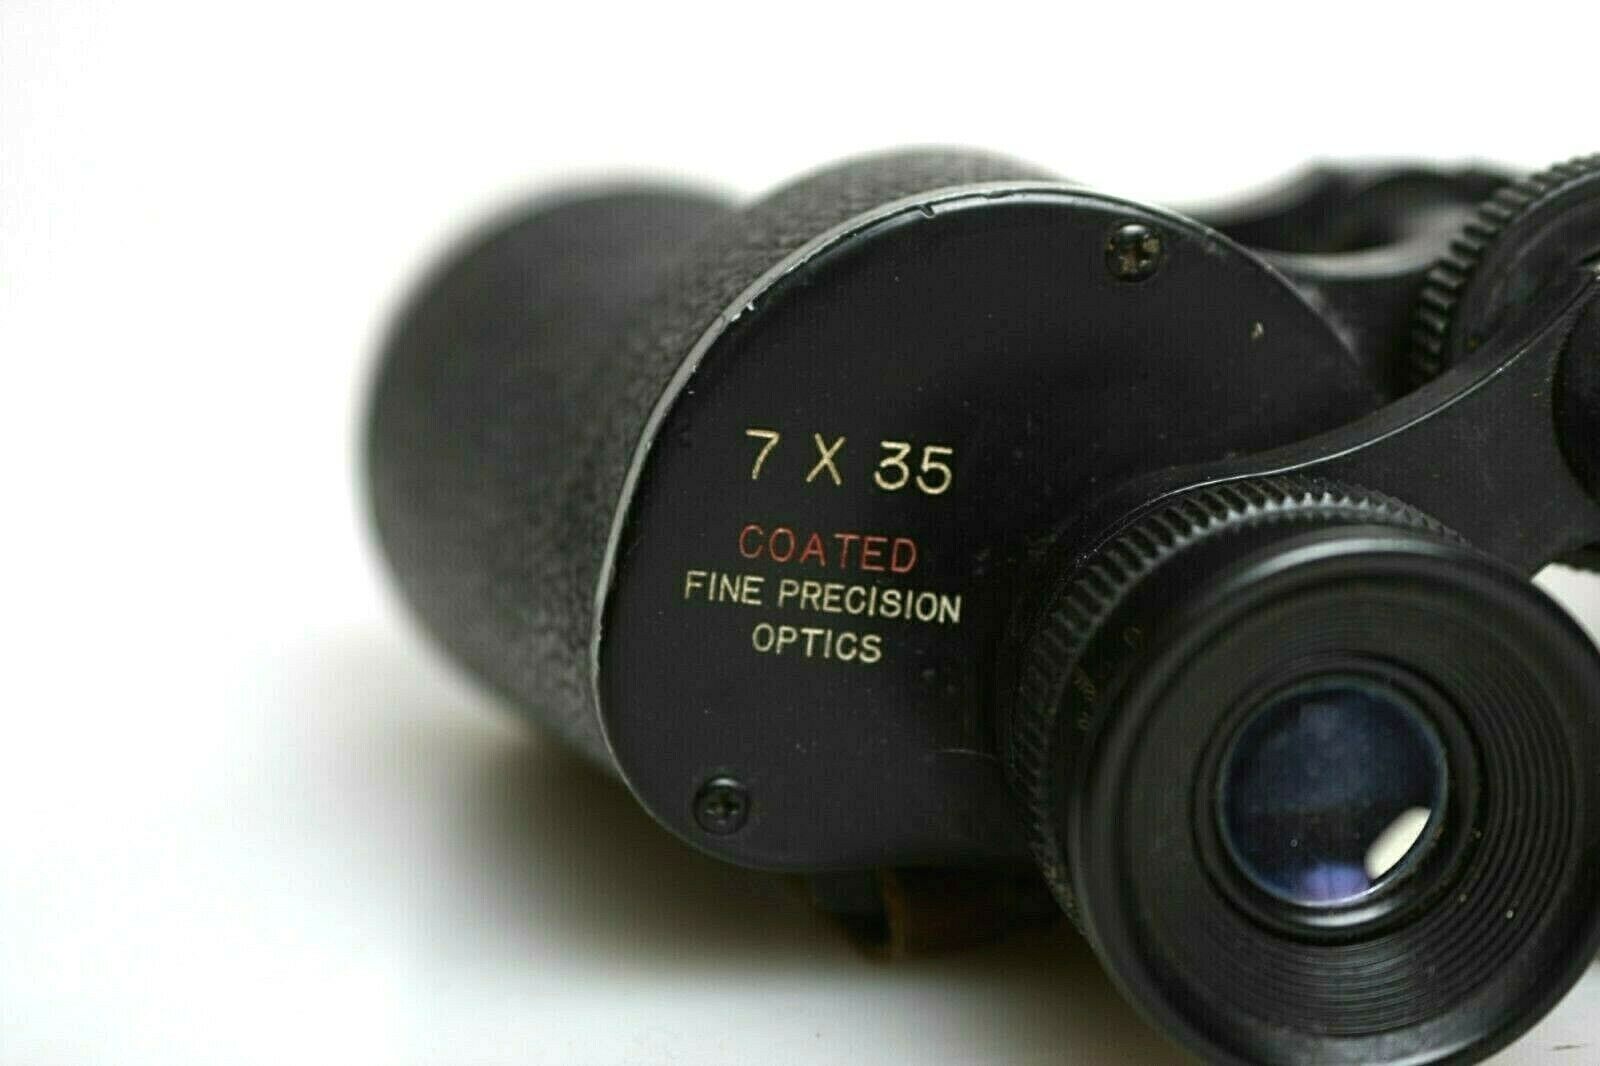 7 X 35
COATED
FINE PRECISION
OPTICS